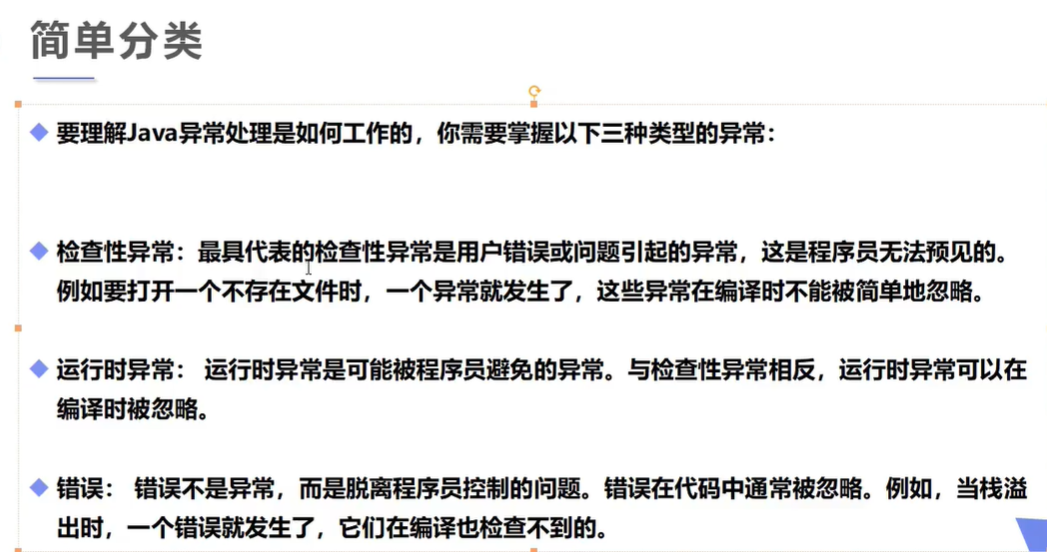 简单分类
要理解Java异常处理是如何工作的，你需要掌握以下三种类型的异常：
检查性异常：最具代表的检查性异常是用户错误或问题引起的异常，这是程序员无法预见的。
例如要打开一个不存在文件时，一个异常就发生了，这些异常在编译时不能被简单地忽略。
运行时异常： 运行时异常是可能被程序员避免的异常。与检查性异常相反，运行时异常可以在
编译时被忽略。
错误： 错误不是异常，而是脱离程序员控制的问题。错误在代码中通常被忽略。例如，当栈溢
出时，一个错误就发生了，它们在编译也检查不到的。